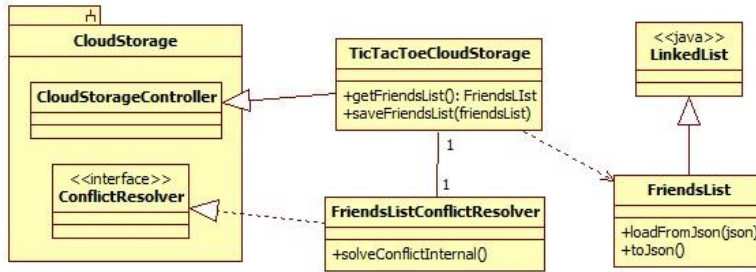 CloudStorage
CloudStorageController
<<interface>>
ConflictResolver
TicTacToeCloudStorage
+getFriendsList(): FriendsLIst
+saveFriendsList(friendsList)
1
1
FriendsListConflictResolver
+solveConflictInternal()
<<java>>
LinkedList
FriendsList
+loadFromJson(json)
+toJson()